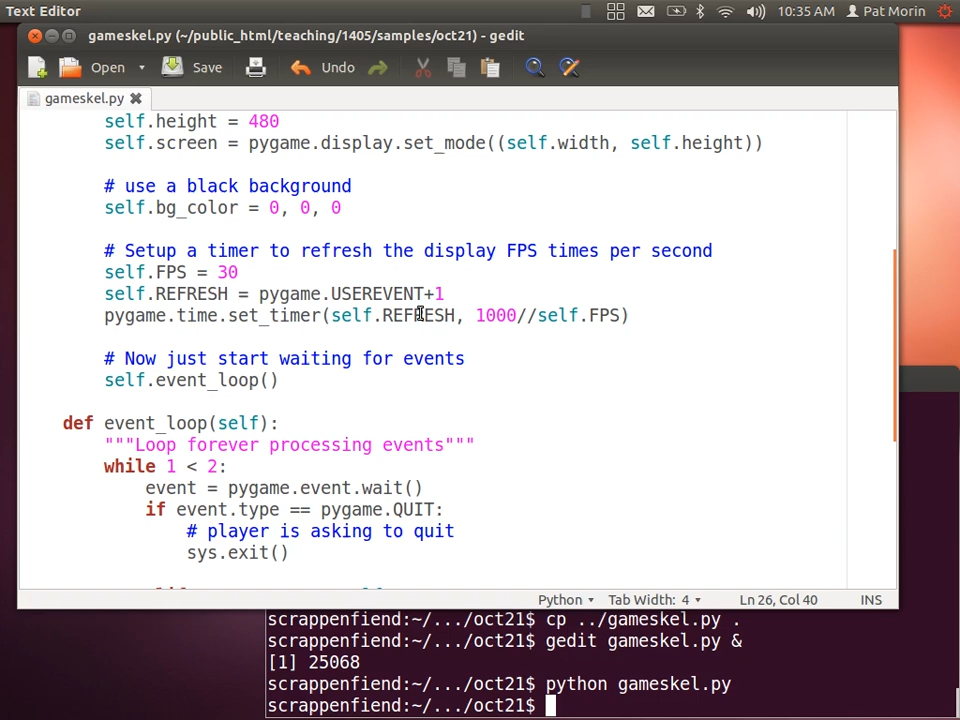 Text Editor
10:35 AM
Pat Morin
gameskel.py (~/public_html/teaching/1405/samples/oct21) - gedit
Open
Save
Undo
gameskel.py
self.height = 480
self.screen = pygame.display.set_mode((self.width, self.height))
# use a black background
self.bg_color = 0, 0, 0
# Setup a timer to refresh the display FPS times per second
self.FPS = 30
self.REFRESH = pygame.USEREVENT+1
pygame.time.set_timer(self.REFRESH, 1000//self.FPS)
# Now just start waiting for events
self.event_loop()
def event_loop(self):
"""Loop forever processing events"""
while 1 < 2:
event = pygame.event.wait()
if event.type == pygame.QUIT:
# player is asking to quit
sys.exit()
Python
Tab Width: 4
Ln 26, Col 40
INS
scrappenfiend:~/.../oct21$ cp ../gameskel.py .
scrappenfiend:~/.../oct21$ gedit gameskel.py &
[1] 25068
scrappenfiend:~/.../oct21$ python gameskel.py
scrappenfiend:~/.../oct21$